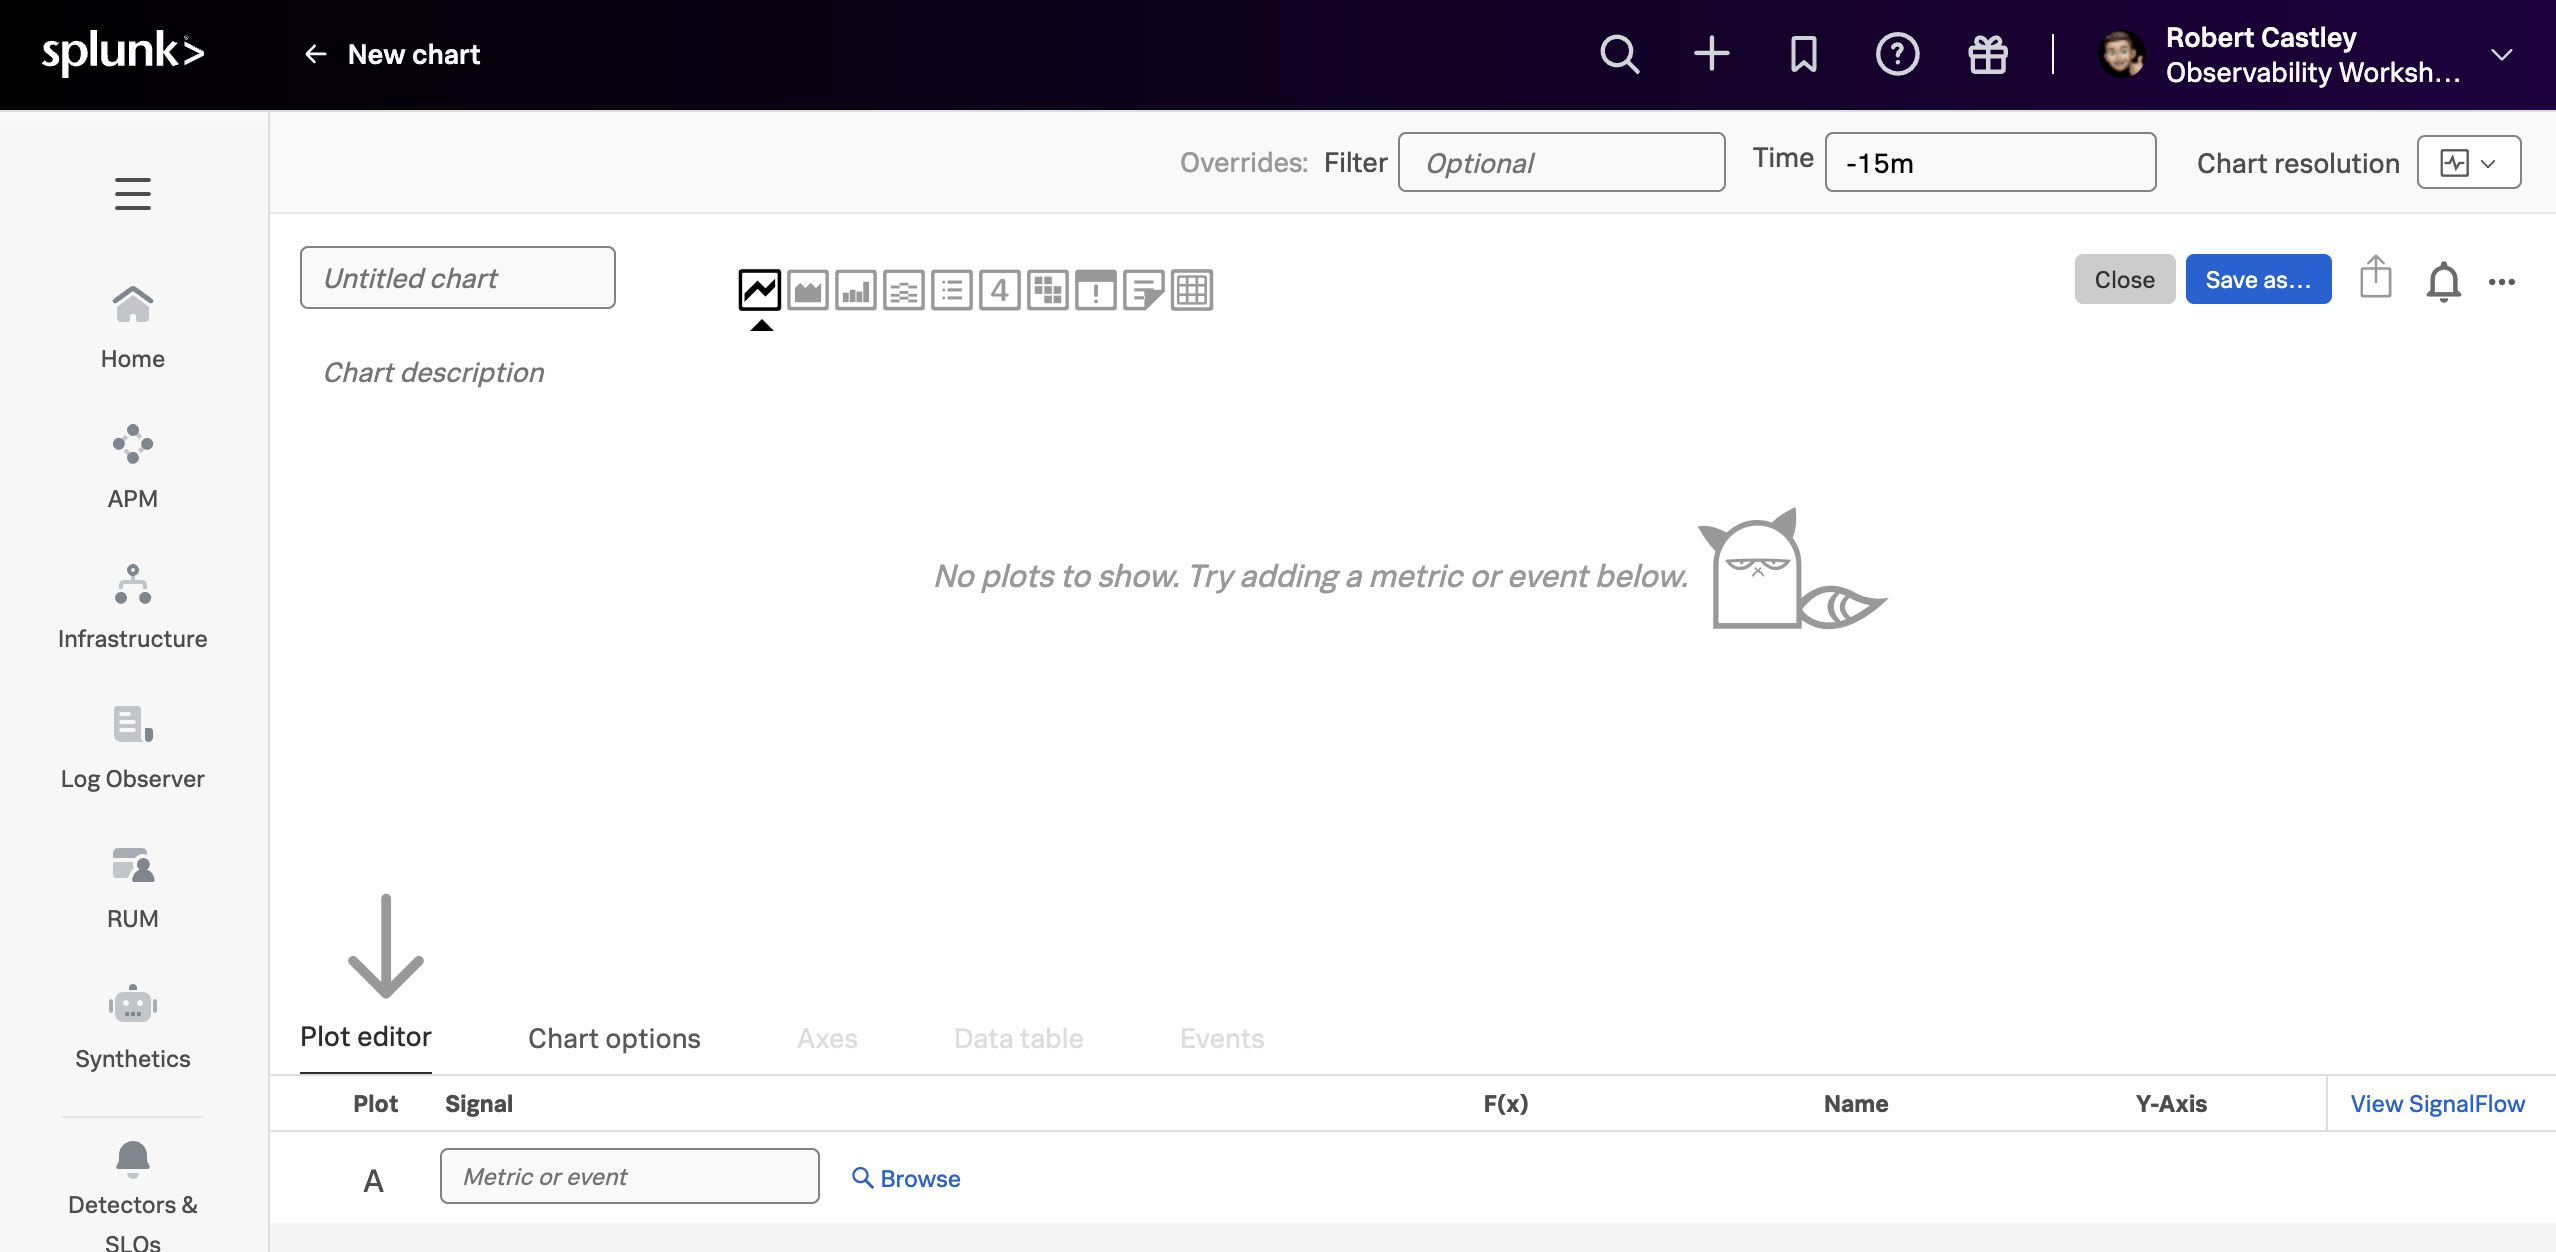 splunk>
New chart
Robert Castley
Observability Worksh...
Overrides: Filter Optional Time -15m Chart resolution
Untitled chart
4
Close Save as...
Chart description
Home
APM
Infrastructure
Log Observer
RUM
Synthetics
Detectors &
SLOs
No plots to show. Try adding a metric or event below.
Plot editor Chart options Axes Data table Events
Plot Signal F(x) Name Y-Axis View SignalFlow
A Metric or event Browse